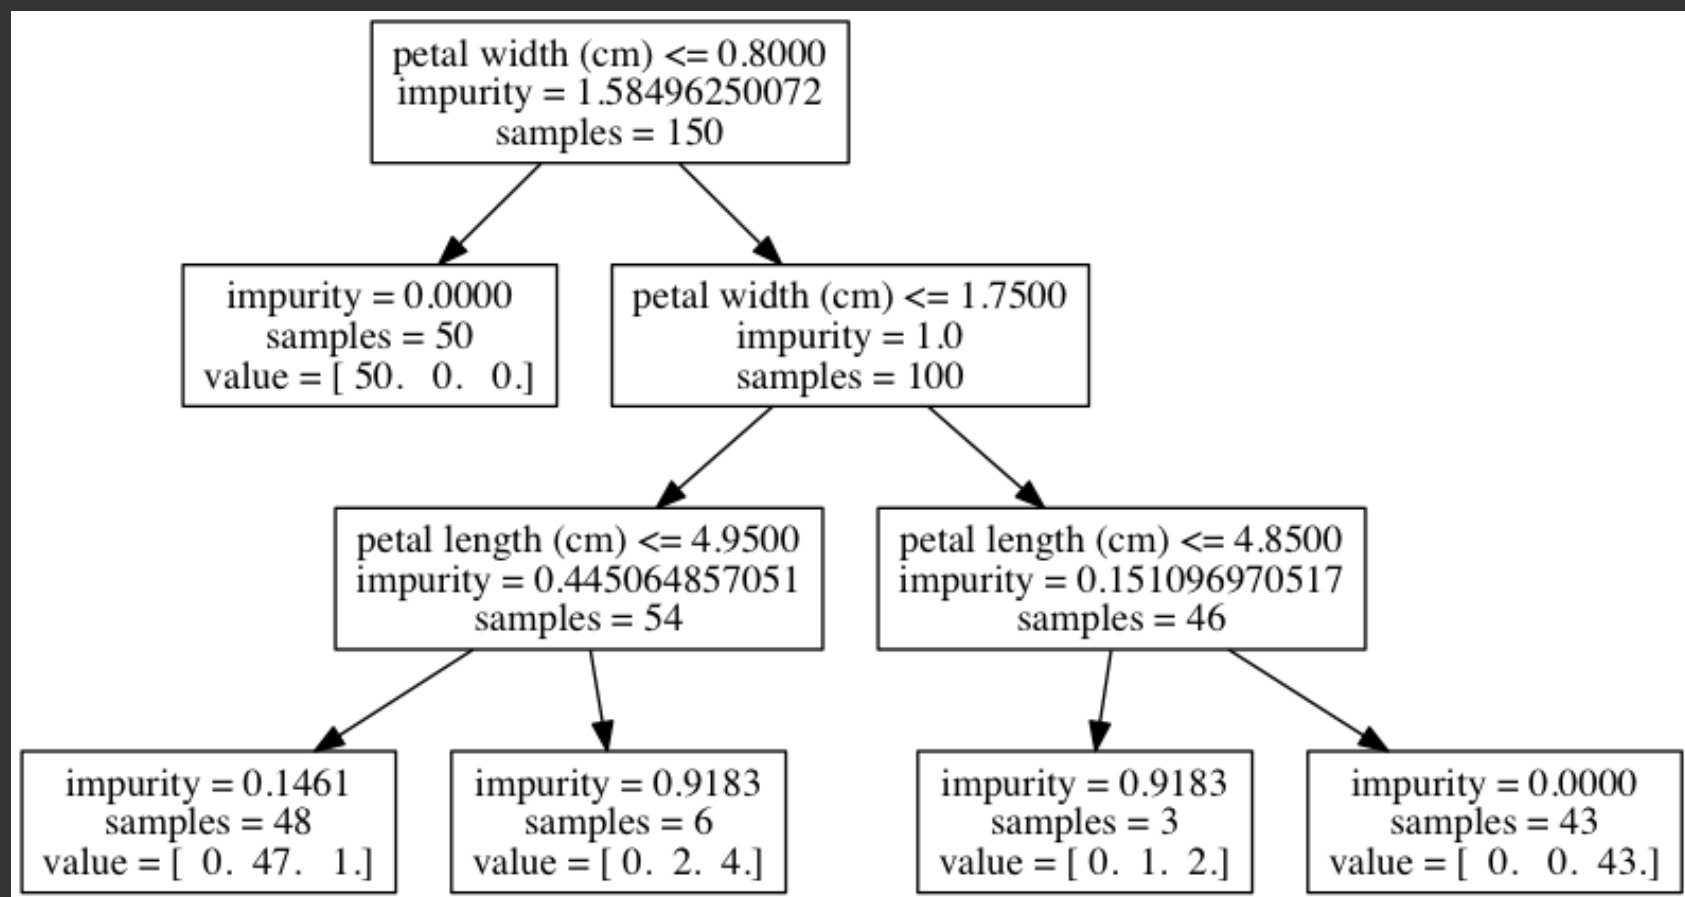 petal width (cm) <= 0.8000
impurity = 1.58496250072
samples = 150
impurity = 0.0000
samples = 50
value = [ 50.   0.   0.]
petal width (cm) <= 1.7500
impurity = 1.0
samples = 100
petal length (cm) <= 4.9500
impurity = 0.445064857051
samples = 54
petal length (cm) <= 4.8500
impurity = 0.151096970517
samples = 46
impurity = 0.1461
samples = 48
value = [  0.  47.   1.]
impurity = 0.9183
samples = 6
value = [ 0.  2.  4.]
impurity = 0.9183
samples = 3
value = [ 0.  1.  2.]
impurity = 0.0000
samples = 43
value = [  0.   0.  43.]